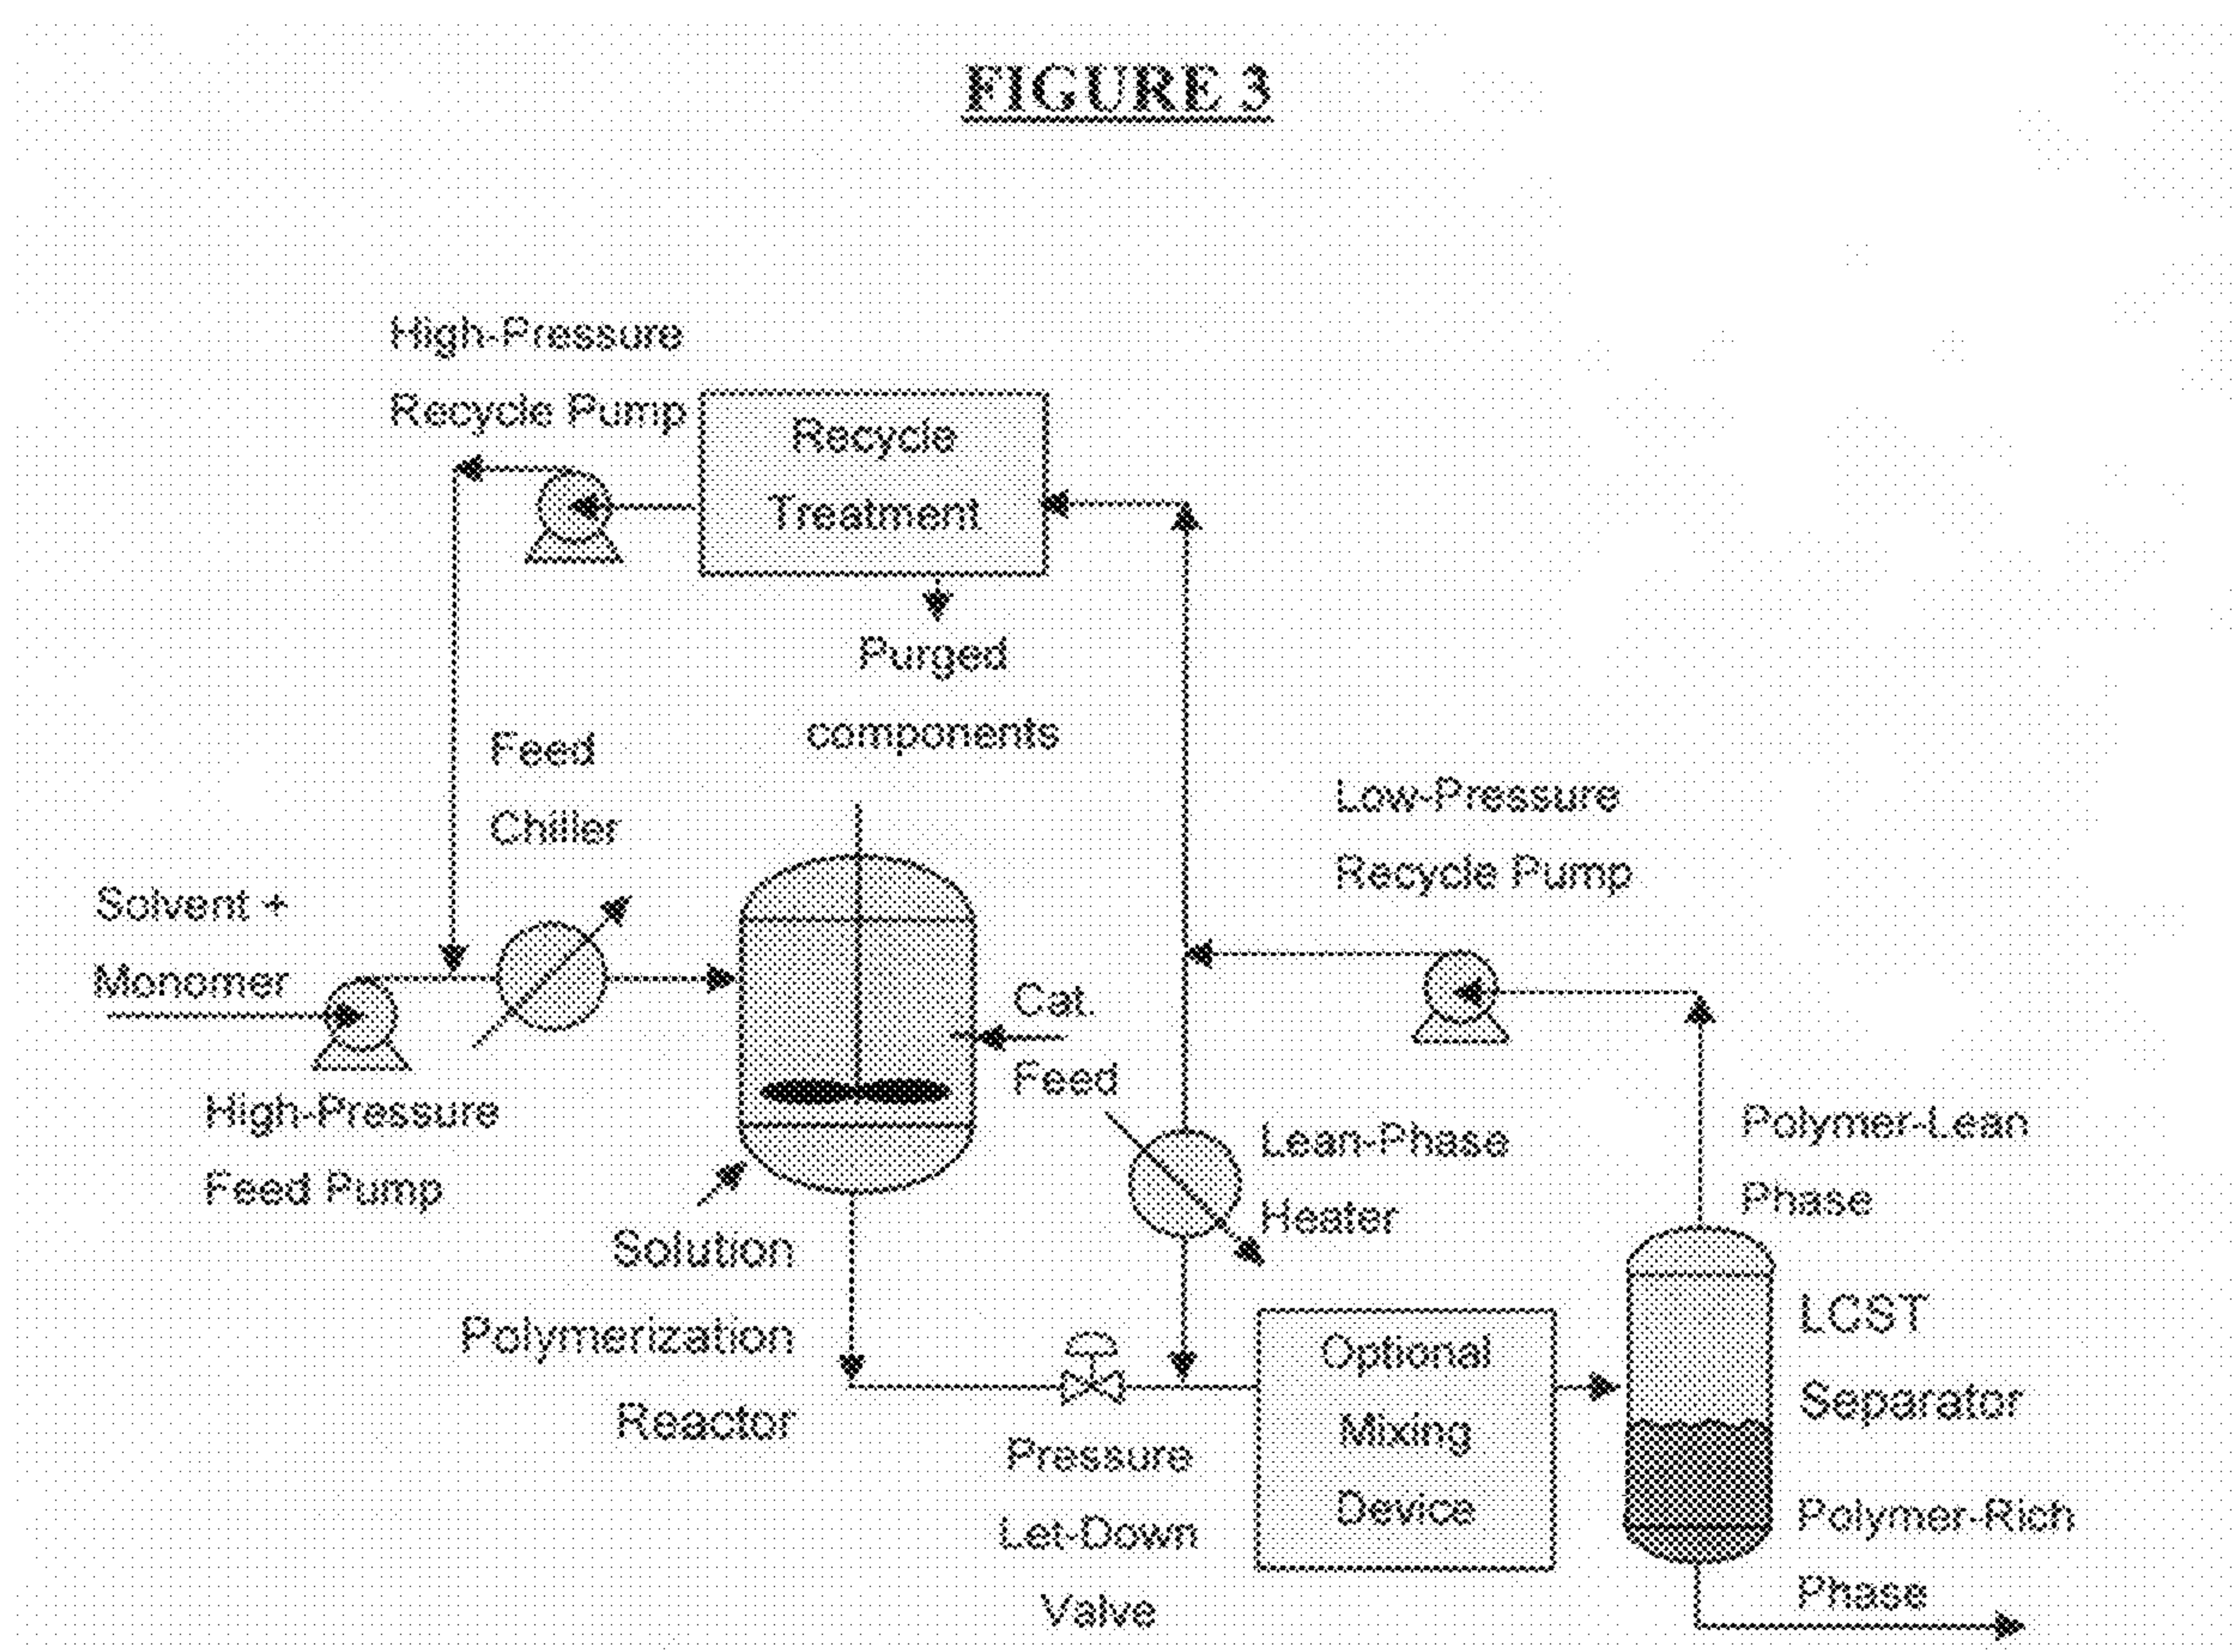 FIGURE 3
High-Pressure
Recycle Pump
Recycle
Treatment
Purged
components
Feed
Chiller
Low-Pressure
Recycle Pump
Solvent +
Monomer
Cat.
Feed
High-Pressure
Feed Pump
Lean-Phase
Heater
Polymer-Lean
Phase
Solution
Polymerization
Reactor
Pressure
Let-Down
Valve
Optional
Mixing
Device
LCST
Separator
Polymer-Rich
Phase